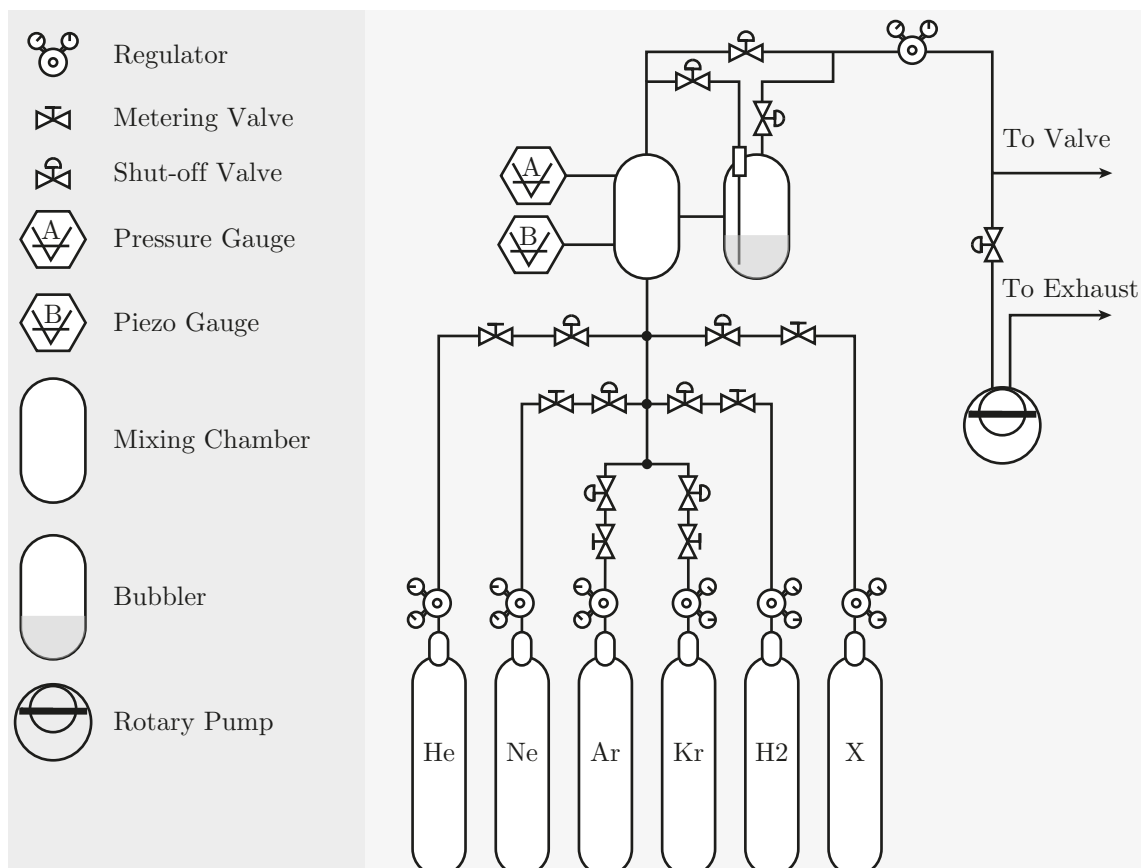 Regulator
Metering Valve
Shut-off Valve
A
Pressure Gauge
B
Piezo Gauge
Mixing Chamber
Bubbler
Rotary Pump
To Valve
A
B
To Exhaust
He
Ne
Ar
Kr
H2
X